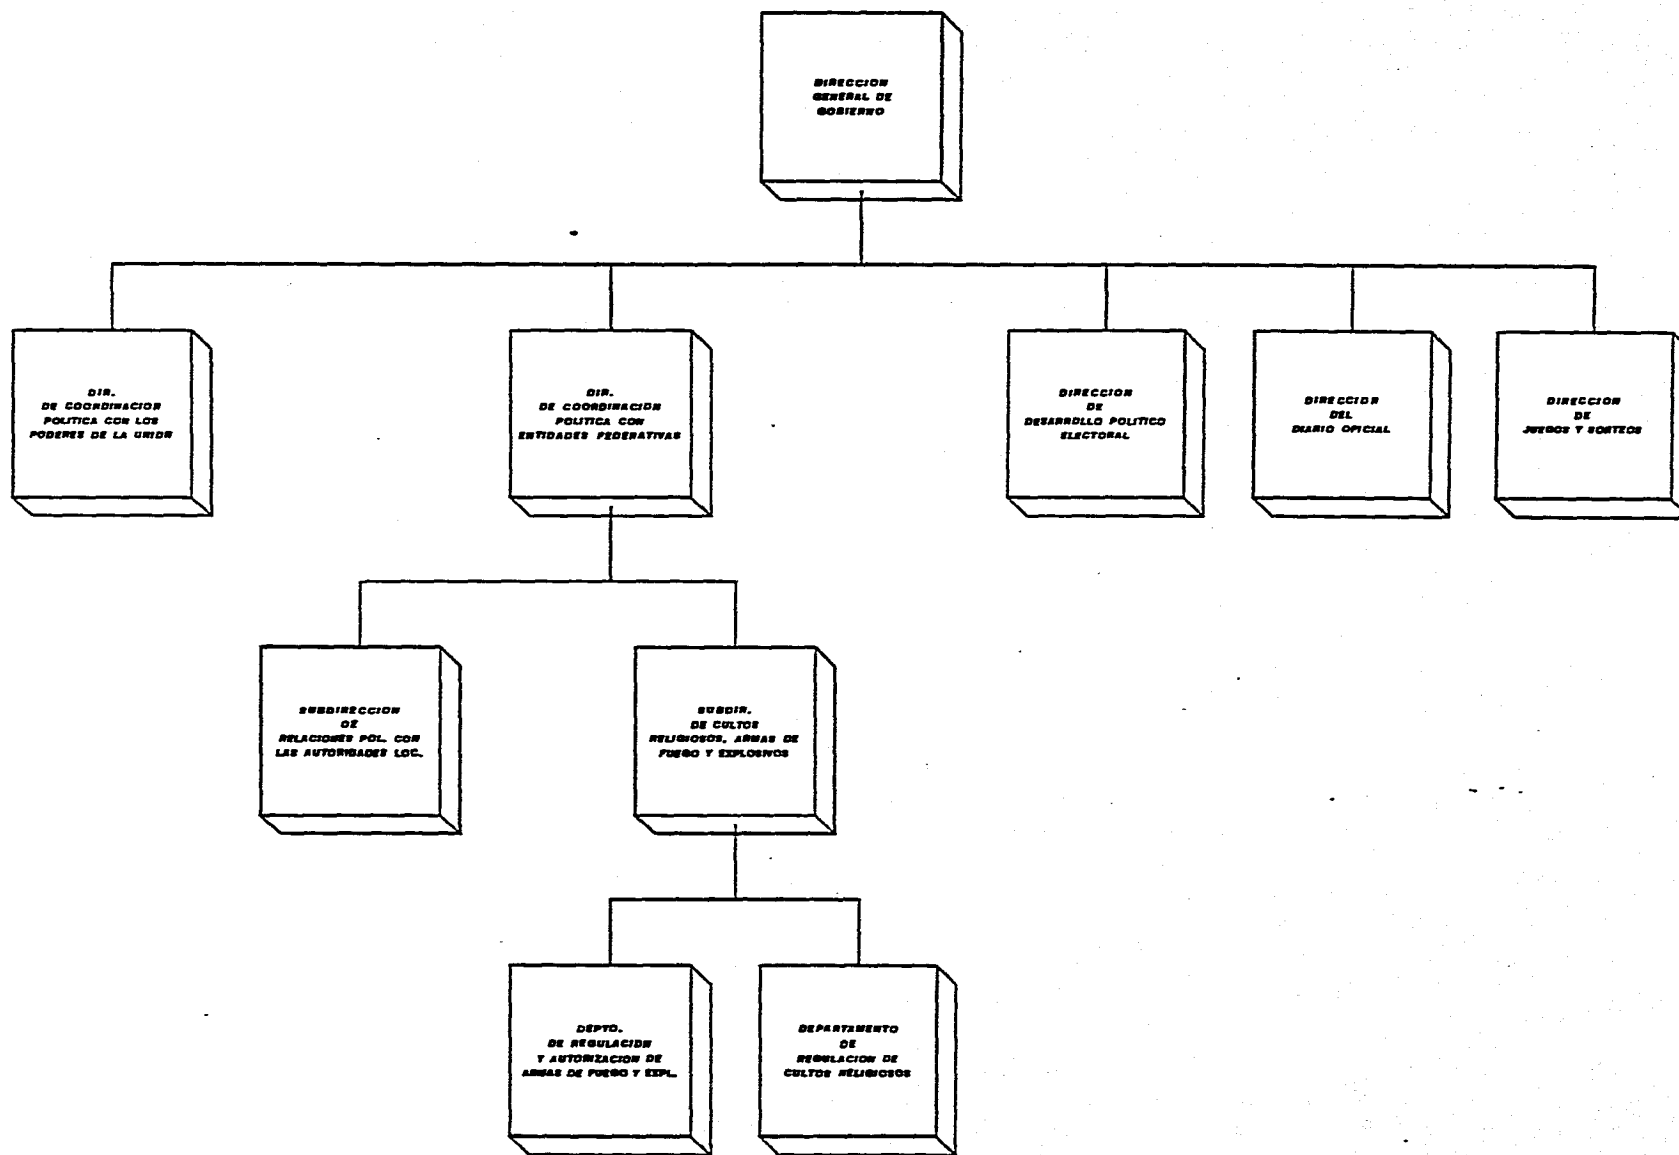 DIRECCION
GENERAL DE
GOBIERNO
DIR.
DE COORDINACION
POLITICA CON LOS
PODERES DE LA UNION
DIR.
DE COORDINACION
POLITICA CON
ENTIDADES FEDERATIVAS
DIRECCION
DE
DESARROLLO POLITICO
ELECTORAL
DIRECCION
DEL
DIARIO OFICIAL
DIRECCION
DE
JUEGOS Y SORTEOS
SUBDIRECCION
DE
RELACIONES POL. CON
LAS AUTORIDADES LOC.
SUBDIR.
DE CULTOS
RELIGIOSOS, ARMAS DE
FUEGO Y EXPLOSIVOS
DEPTO.
DE REGULACION
Y AUTORIZACION DE
ARMAS DE FUEGO Y EXPL.
DEPARTAMENTO
DE
REGULACION DE
CULTOS RELIGIOSOS